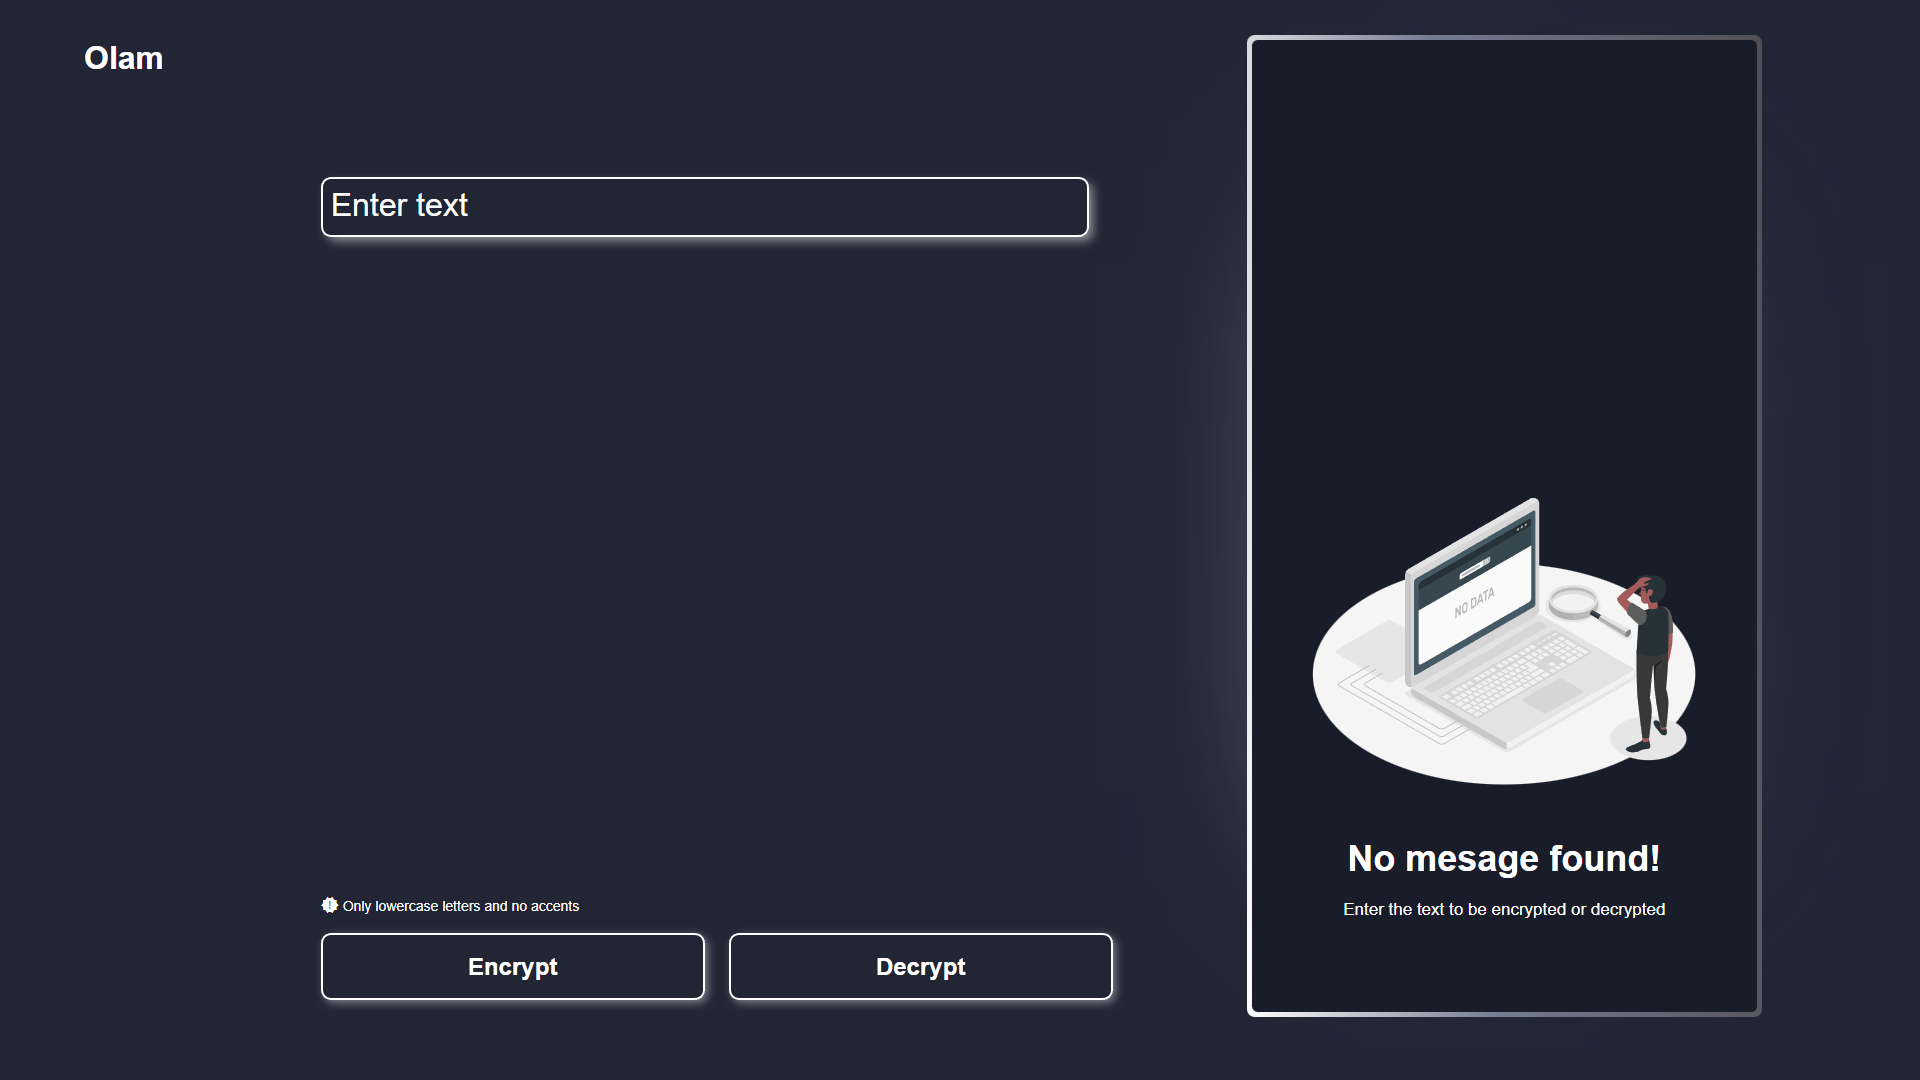 Olam
Enter text
NO DATA
No mesage found!
Enter the text to be encrypted or decrypted
Only lowercase letters and no accents
Encrypt
Decrypt